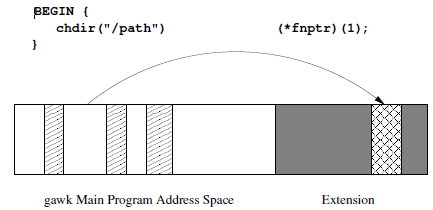 BEGIN {
chdir("/path") (*fnptr)(1);
}
gawk Main Program Address Space Extension